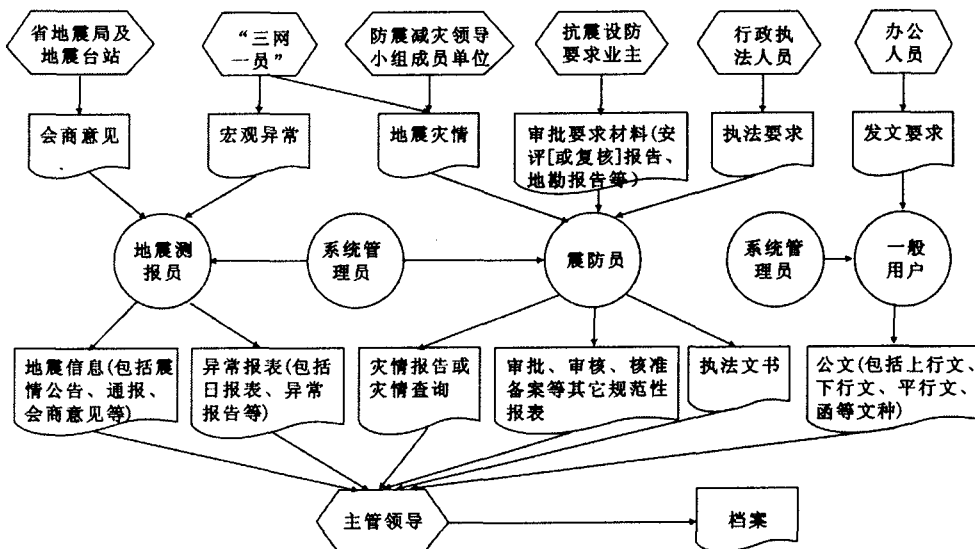 省地震局及
地震台站
“三网
一员”
防震减灾领导
小组成员单位
抗震设防
要求业主
行政执
法人员
办公
人员
会商意见
宏观异常
地震灾情
审批要求材料(安
评[或复核]报告、
地勘报告等)
执法要求
发文要求
地震测
报员
系统管
理员
震防员
系统管
理员
一般
用户
地震信息(包括震
情公告、通报、
会商意见等)
异常报表(包括
日报表、异常
报告等)
灾情报告或
灾情查询
审批、审核、核准
备案等其它规范性
报表
执法文书
公文(包括上行文、
下行文、平行文、
函等文种)
主管领导
档案